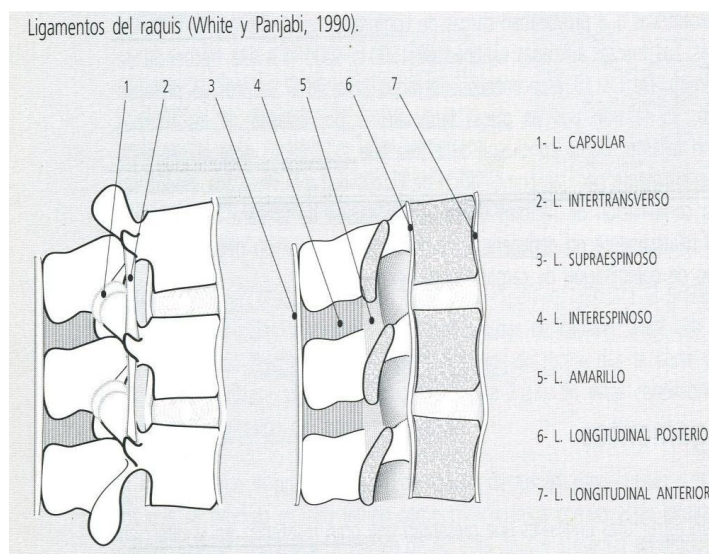 Ligamentos del raquis (White y Panjabi, 1990).
1 2 3 4 5 6 7
1- L. CAPSULAR
2- L. INTERTRANSVERSO
3- L. SUPRAESPINOSO
4- L. INTERESPINOSO
5- L. AMARILLO
6- L. LONGITUDINAL POSTERIO
7- L. LONGITUDINAL ANTERIOR